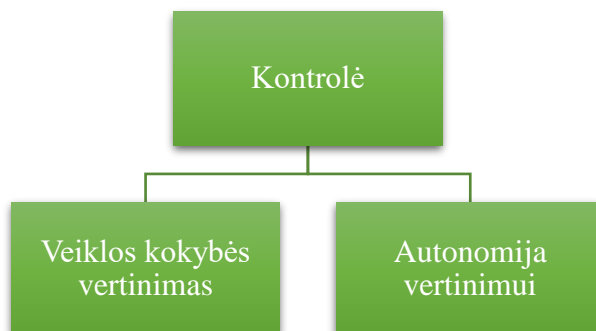 Kontrolė
Veiklos kokybės
vertinimas
Autonomija
vertinimui